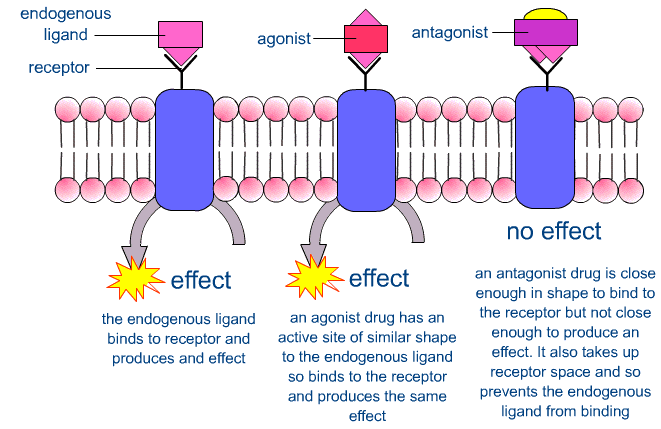 endogenous
ligand
receptor
agonist
antagonist
effect
the endogenous ligand
binds to receptor and
produces and effect
effect
an agonist drug has an
active site of similar shape
to the endogenous ligand
so binds to the receptor
and produces the same
effect
no effect
an antagonist drug is close
enough in shape to bind to
the receptor but not close
enough to produce an
effect. It also takes up
receptor space and so
prevents the endogenous
ligand from binding